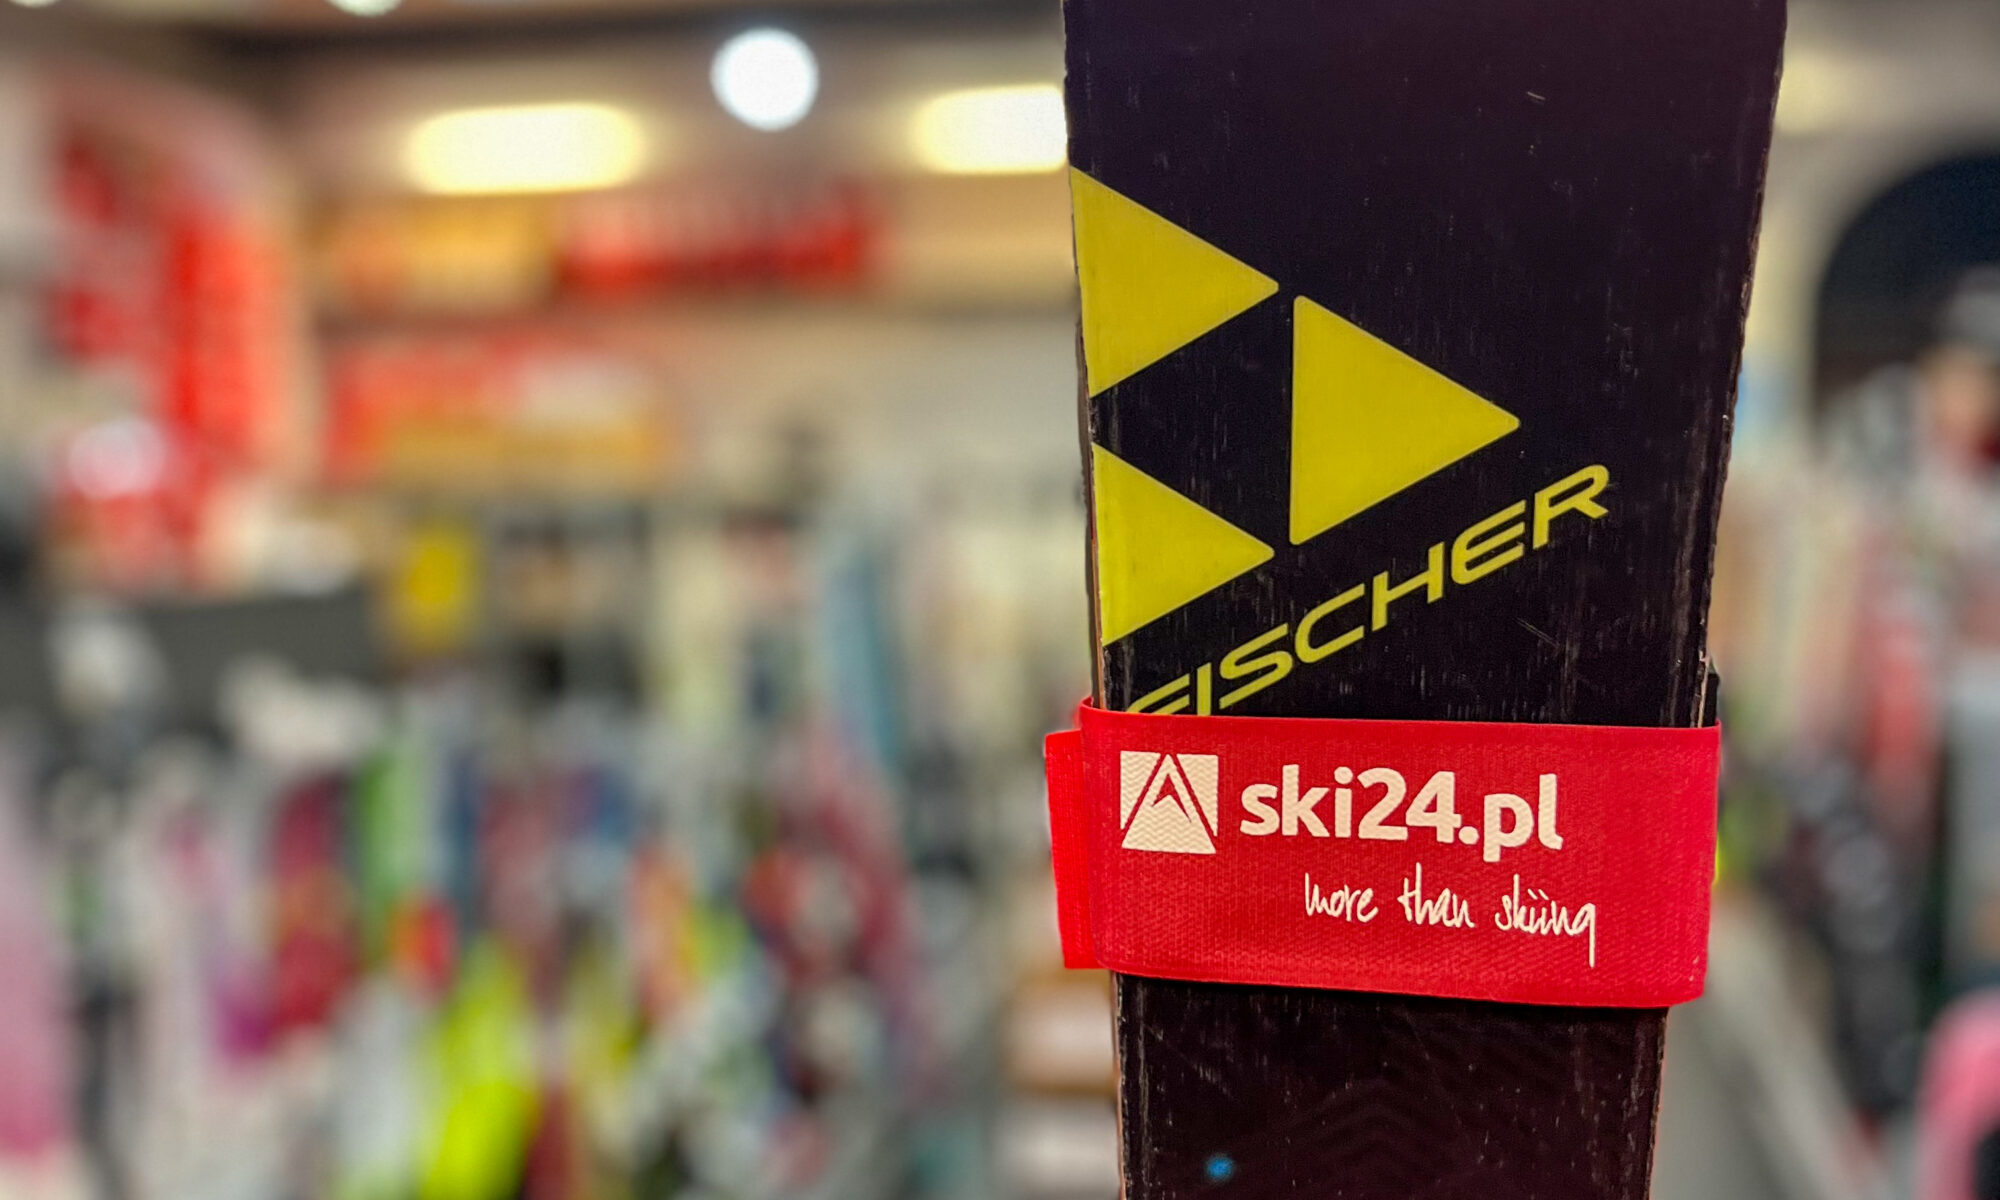 FISCHER
ski24.pl
more than skiing